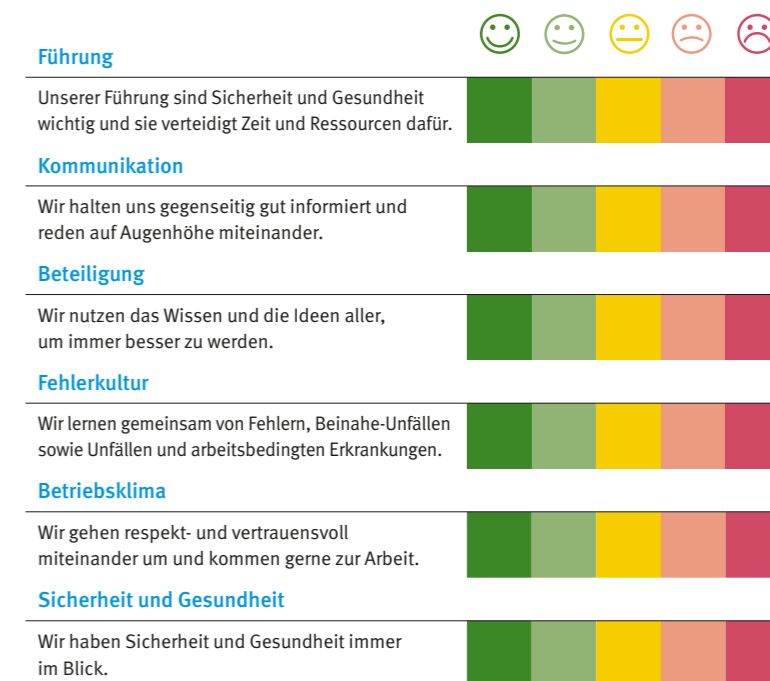 Führung
Unserer Führung sind Sicherheit und Gesundheit
wichtig und sie verteidigt Zeit und Ressourcen dafür.
Kommunikation
Wir halten uns gegenseitig gut informiert und
reden auf Augenhöhe miteinander.
Beteiligung
Wir nutzen das Wissen und die Ideen aller,
um immer besser zu werden.
Fehlerkultur
Wir lernen gemeinsam von Fehlern, Beinahe-Unfällen
sowie Unfällen und arbeitsbedingten Erkrankungen.
Betriebsklima
Wir gehen respekt- und vertrauensvoll
miteinander um und kommen gerne zur Arbeit.
Sicherheit und Gesundheit
Wir haben Sicherheit und Gesundheit immer
im Blick.